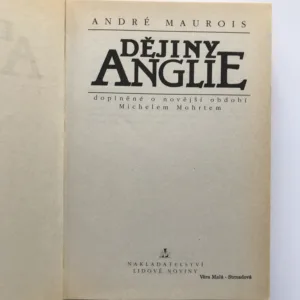 ANDRÉ MAUROIS
DĚJINY
ANGLIE
doplněné o novější období
Michelem Mohrtem
NAKLADATELSTVÍ
LIDOVÉ NOVINY